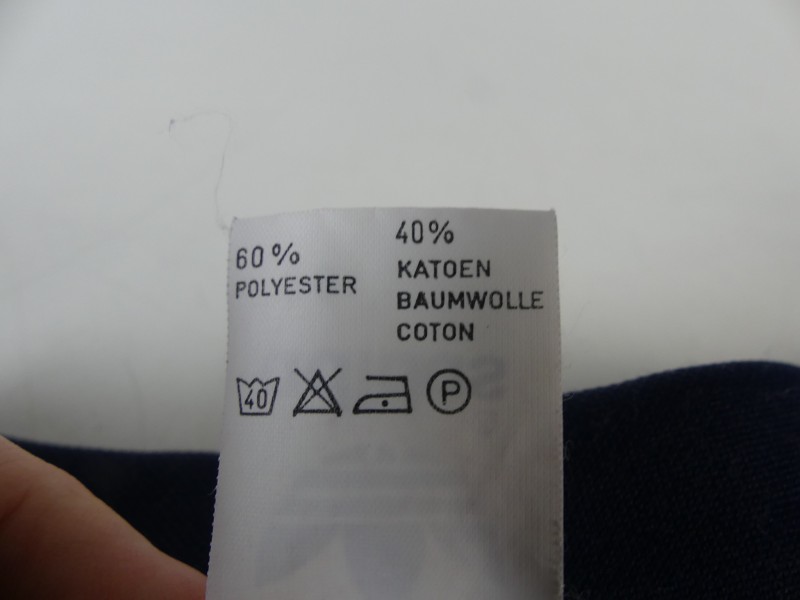 60%
POLYESTER
40%
KATOEN
BAUMWOLLE
COTON
40
P